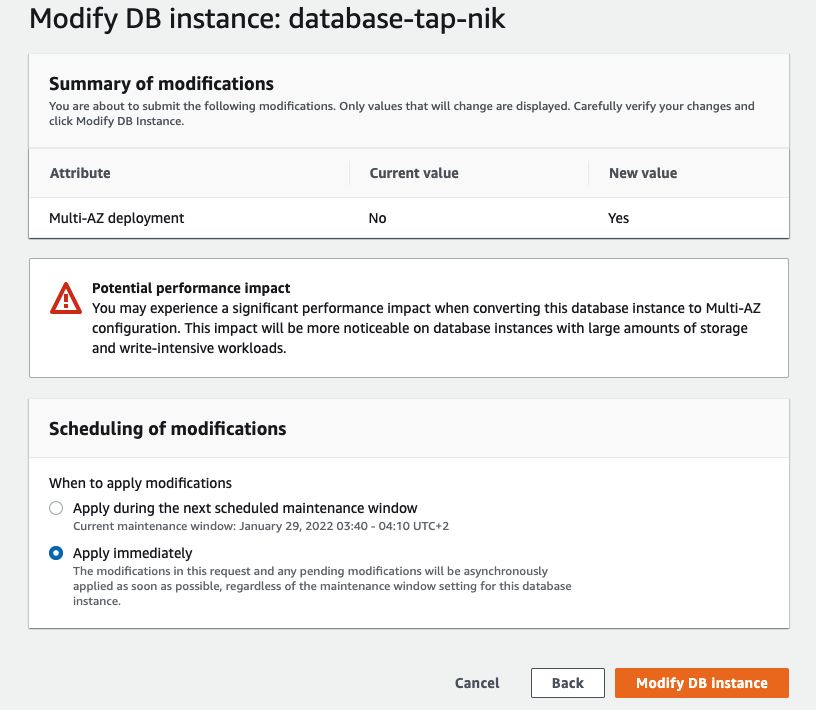 Modify DB instance: database-tap-nik
Summary of modifications
You are about to submit the following modifications. Only values that will change are displayed. Carefully verify your changes and
click Modify DB Instance.
Attribute Current value New value
Multi-AZ deployment No Yes
Potential performance impact
You may experience a significant performance impact when converting this database instance to Multi-AZ
configuration. This impact will be more noticeable on database instances with large amounts of storage
and write-intensive workloads.
Scheduling of modifications
When to apply modifications
Apply during the next scheduled maintenance window
Current maintenance window: January 29, 2022 03:40 - 04:10 UTC+2
Apply immediately
The modifications in this request and any pending modifications will be asynchronously
applied as soon as possible, regardless of the maintenance window setting for this database
instance.
Cancel Back Modify DB instance